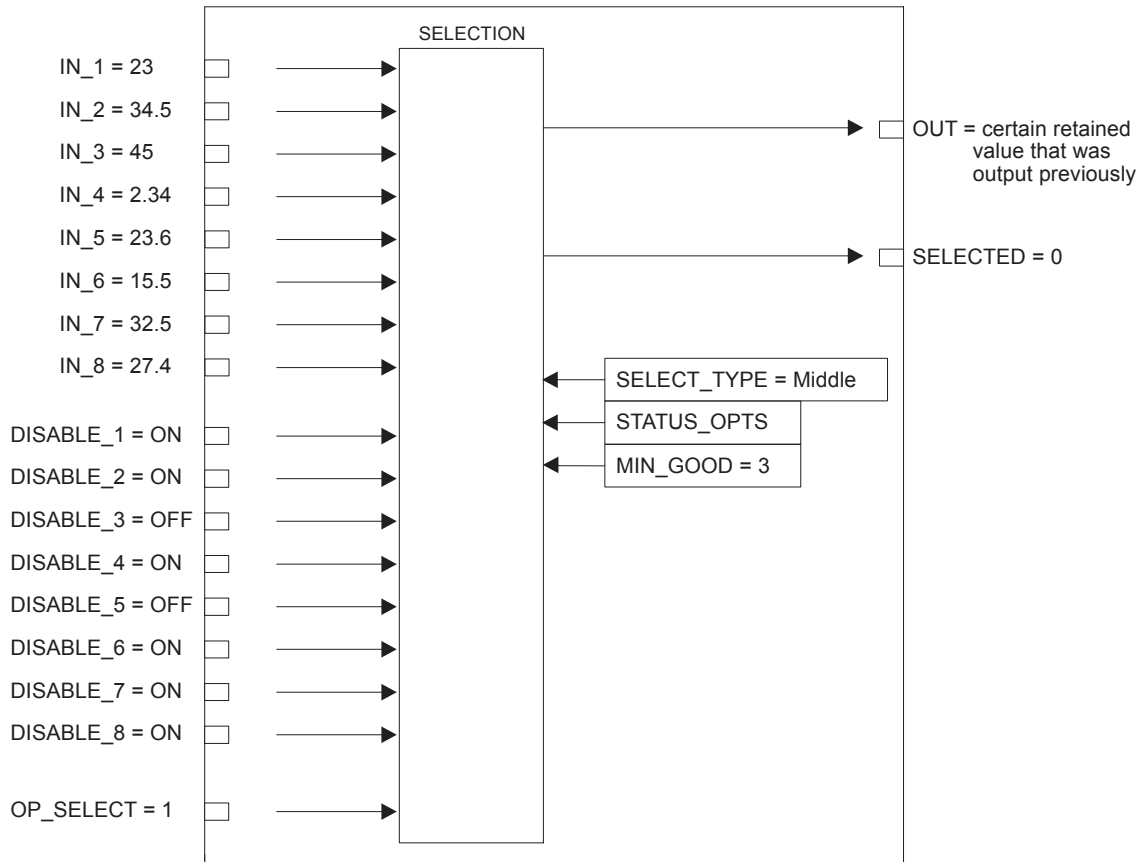 SELECTION
IN_1 = 23
IN_2 = 34.5
IN_3 = 45
IN_4 = 2.34
IN_5 = 23.6
IN_6 = 15.5
IN_7 = 32.5
IN_8 = 27.4
DISABLE_1 = ON
DISABLE_2 = ON
DISABLE_3 = OFF
DISABLE_4 = ON
DISABLE_5 = OFF
DISABLE_6 = ON
DISABLE_7 = ON
DISABLE_8 = ON
OP_SELECT = 1
OUT = certain retained
value that was
output previously
SELECTED = 0
SELECT_TYPE = Middle
STATUS_OPTS
MIN_GOOD = 3